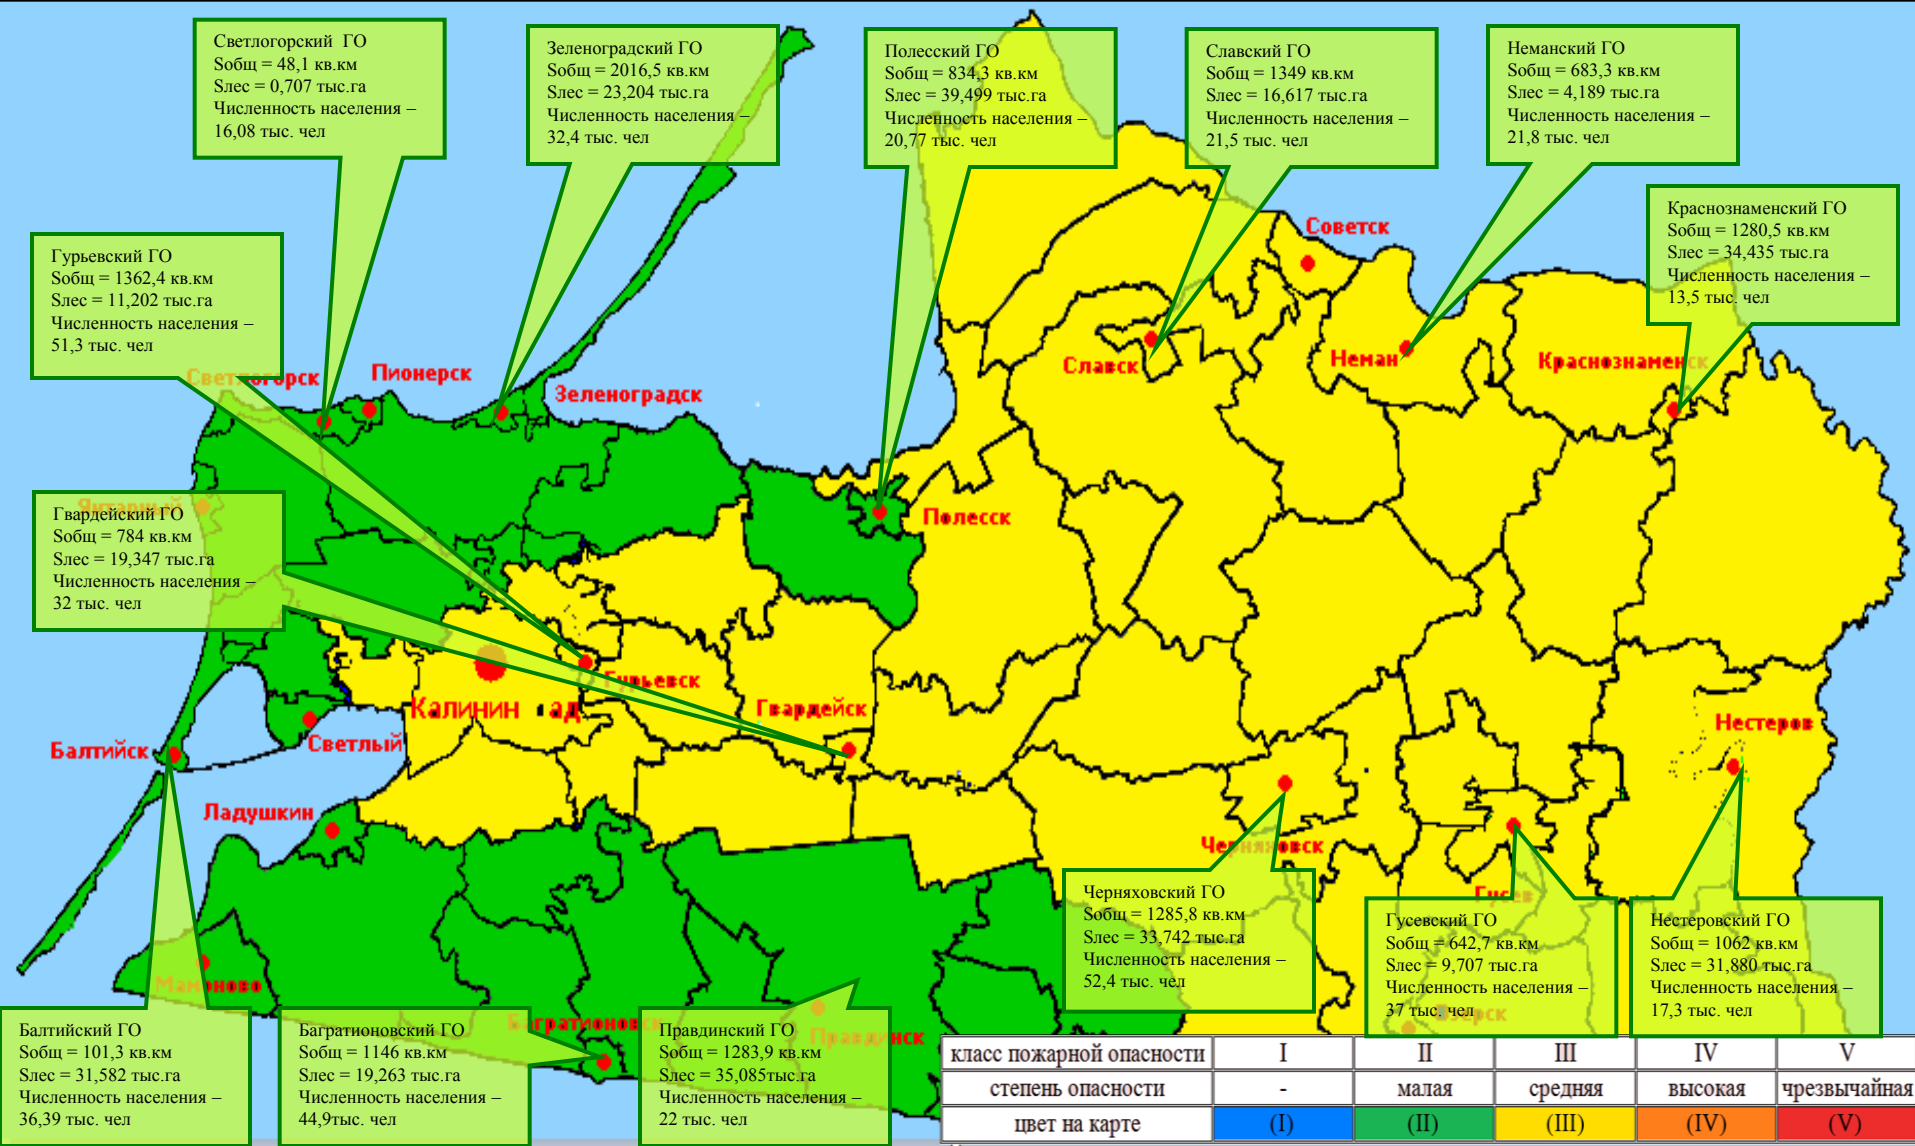 Светлогорский ГО
Sобщ = 48,1 кв.км
Sлес = 0,707 тыс.га
Численность населения –
16,08 тыс. чел
Зеленоградский ГО
Sобщ = 2016,5 кв.км
Sлес = 23,204 тыс.га
Численность населения –
32,4 тыс. чел
Полесский ГО
Sобщ = 834,3 кв.км
Sлес = 39,499 тыс.га
Численность населения –
20,77 тыс. чел
Славский ГО
Sобщ = 1349 кв.км
Sлес = 16,617 тыс.га
Численность населения –
21,5 тыс. чел
Неманский ГО
Sобщ = 683,3 кв.км
Sлес = 4,189 тыс.га
Численность населения –
21,8 тыс. чел
Краснознаменский ГО
Sобщ = 1280,5 кв.км
Sлес = 34,435 тыс.га
Численность населения –
13,5 тыс. чел
Гурьевский ГО
Sобщ = 1362,4 кв.км
Sлес = 11,202 тыс.га
Численность населения –
51,3 тыс. чел
Советск
Светлогорск
Пионерск
Зеленоградск
Славск
Неман
Краснознаменск
Янтарный
Гвардейский ГО
Sобщ = 784 кв.км
Sлес = 19,347 тыс.га
Численность населения –
32 тыс. чел
Полесск
Гурьевск
Калинин ад
Гвардейск
Нестеров
Балтийск
Светлый
Ладушкин
Черняховск
Гусев
Мамоново
Багратионовск
Правдинск
Озерск
Черняховский ГО
Sобщ = 1285,8 кв.км
Sлес = 33,742 тыс.га
Численность населения –
52,4 тыс. чел
Гусевский ГО
Sобщ = 642,7 кв.км
Sлес = 9,707 тыс.га
Численность населения –
37 тыс. чел
Нестеровский ГО
Sобщ = 1062 кв.км
Sлес = 31,880 тыс.га
Численность населения –
17,3 тыс. чел
Балтийский ГО
Sобщ = 101,3 кв.км
Sлес = 31,582 тыс.га
Численность населения –
36,39 тыс. чел
Багратионовский ГО
Sобщ = 1146 кв.км
Sлес = 19,263 тыс.га
Численность населения –
44,9тыс. чел
Правдинский ГО
Sобщ = 1283,9 кв.км
Sлес = 35,085тыс.га
Численность населения –
22 тыс. чел
класс пожарной опасности I II III IV V
степень опасности - малая средняя высокая чрезвычайная
цвет на карте (I) (II) (III) (IV) (V)